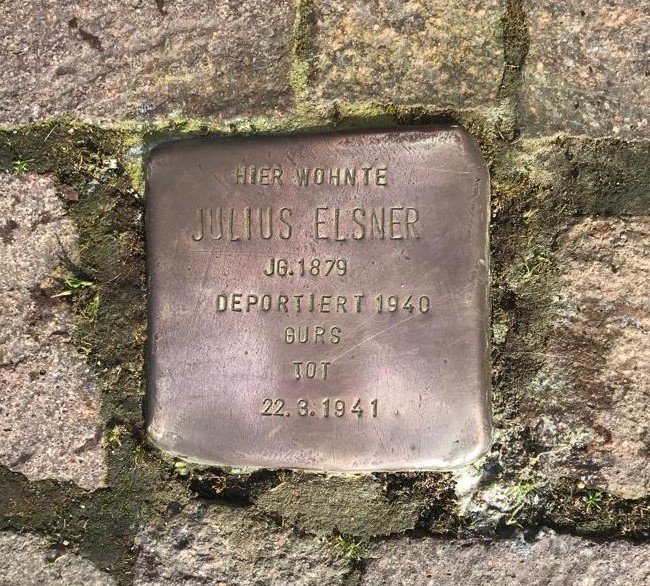 HIER WOHNTE
JULIUS ELSNER
JG. 1879
DEPORTIERT 1940
GURS
TOT
22. 3. 1941